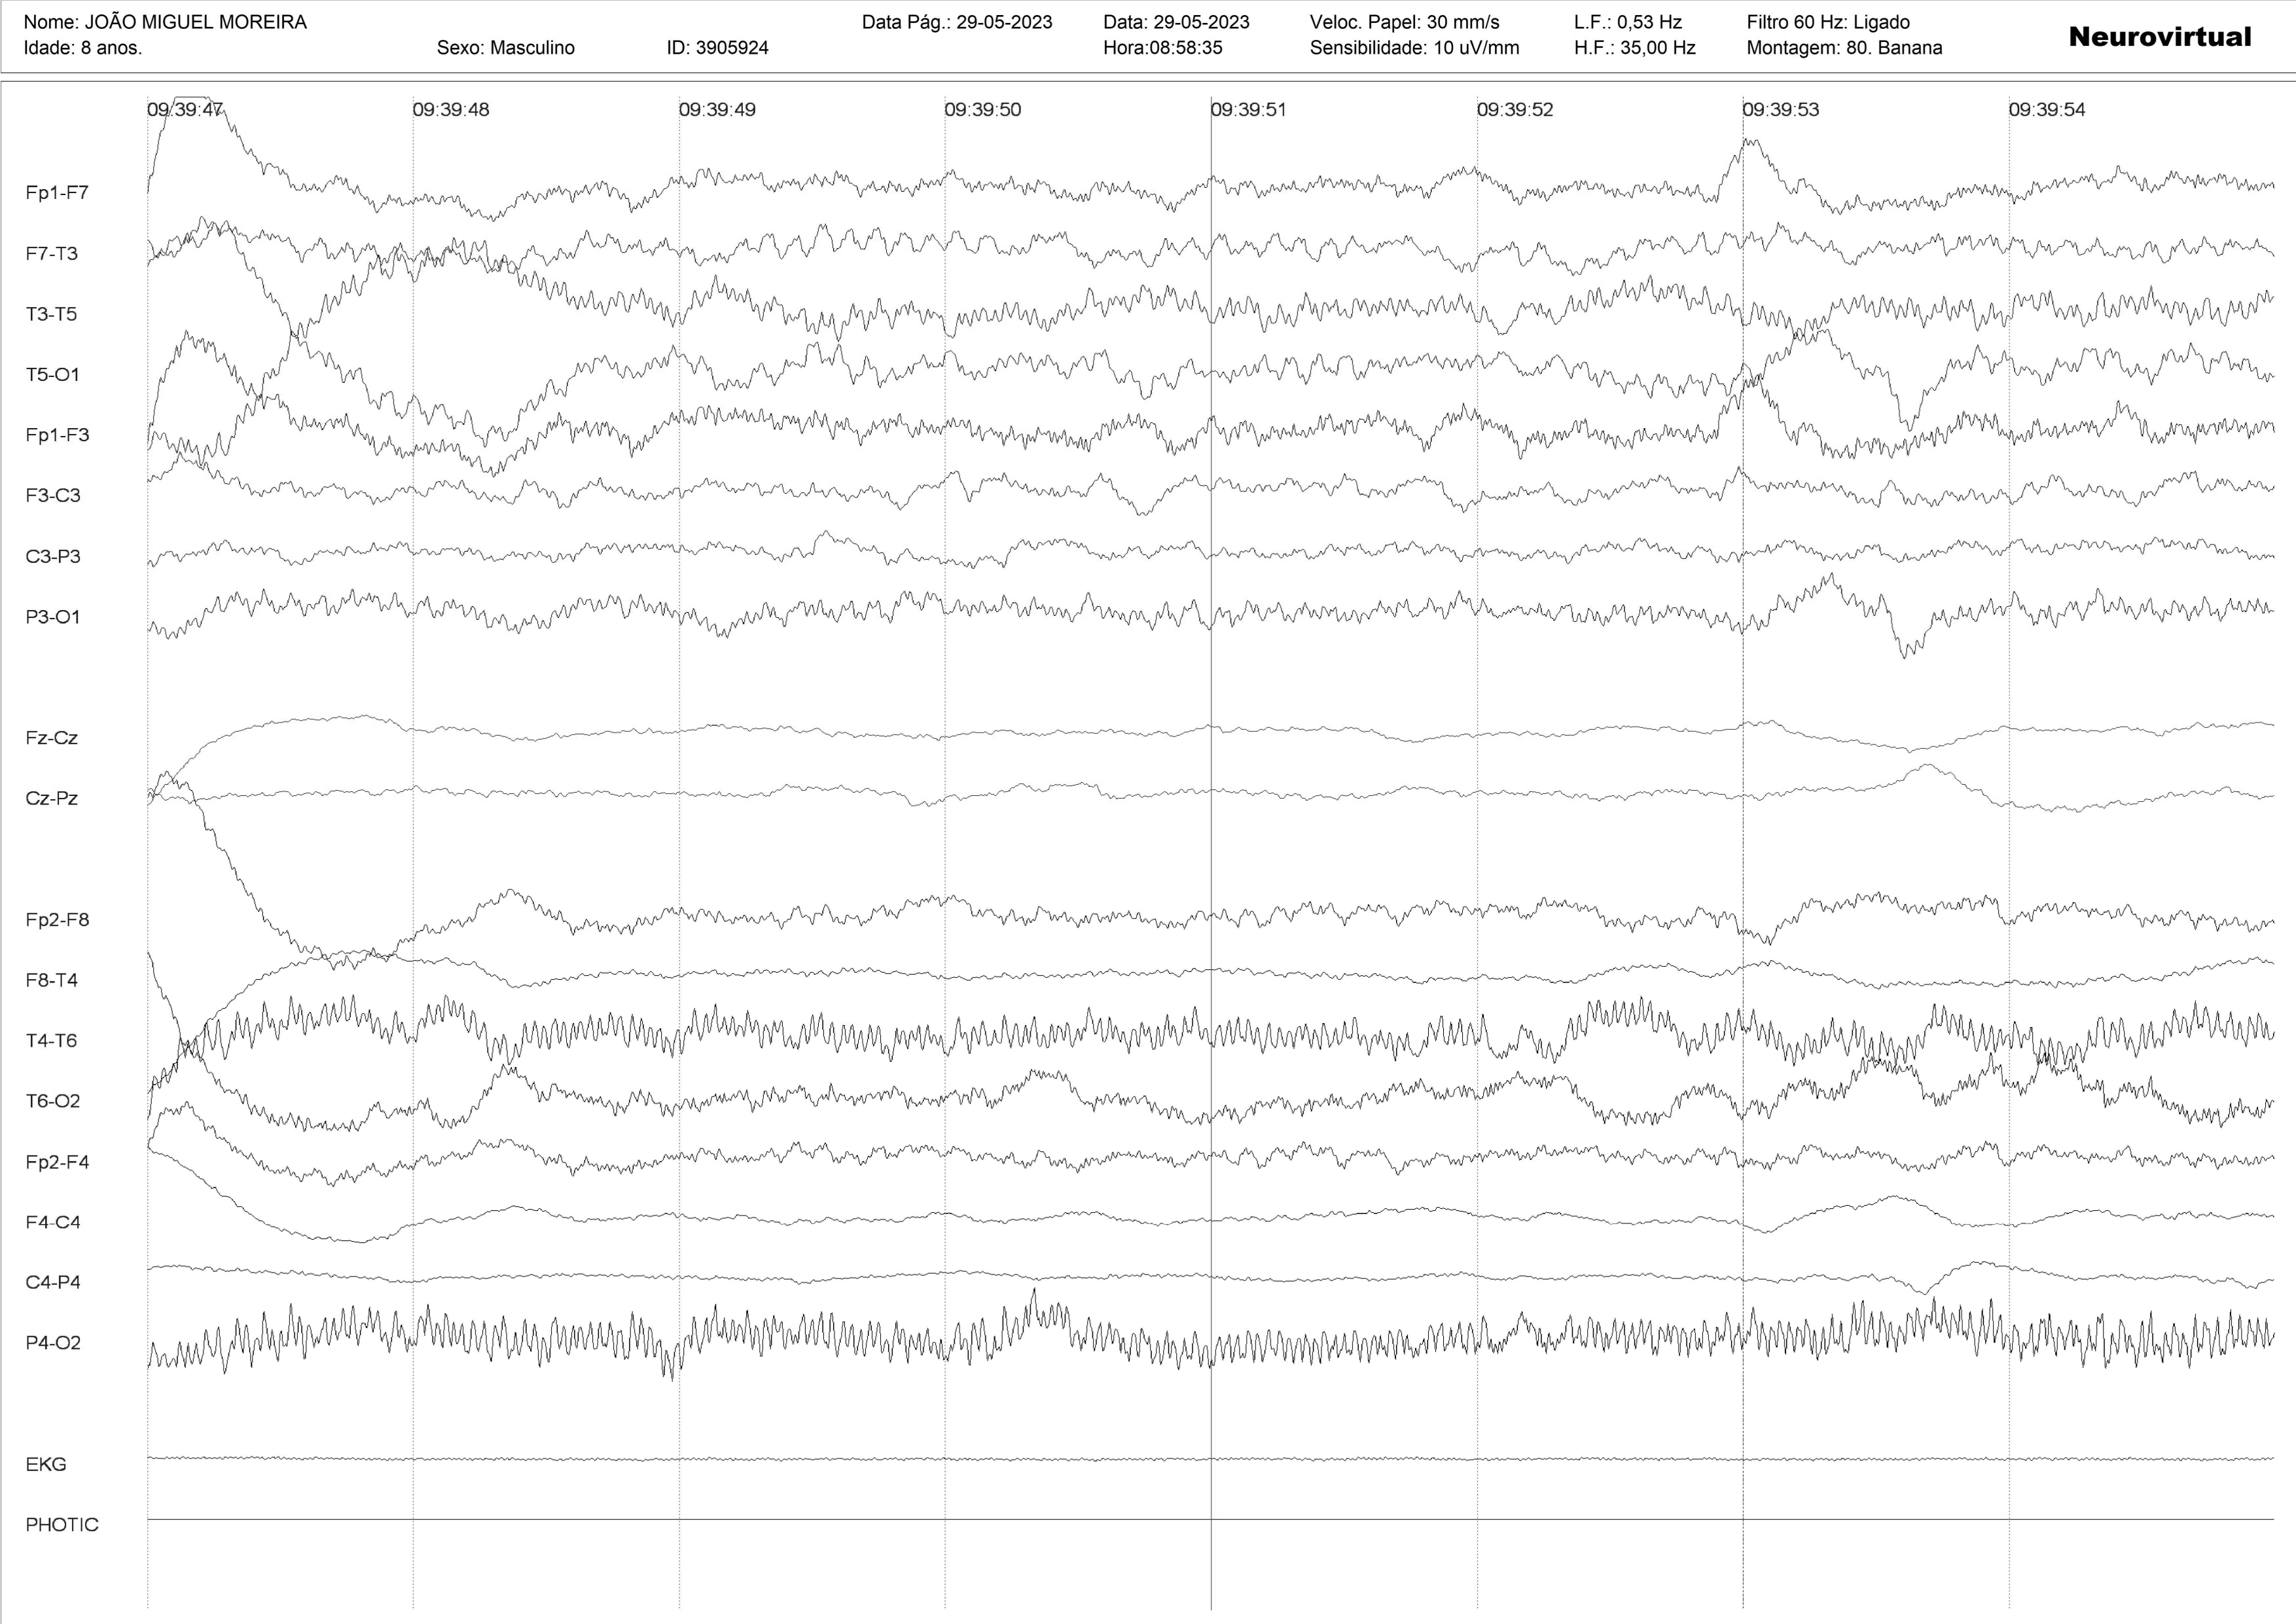 Nome: JOÃO MIGUEL MOREIRA Data Pág.: 29-05-2023 Data: 29-05-2023 Veloc. Papel: 30 mm/s L.F.: 0,53 Hz Filtro 60 Hz: Ligado Neurovirtual
Idade: 8 anos. Sexo: Masculino ID: 3905924 Hora:08:58:35 Sensibilidade: 10 uV/mm H.F.: 35,00 Hz Montagem: 80. Banana
09:39:47 09:39:48 09:39:49 09:39:50 09:39:51 09:39:52 09:39:53 09:39:54
Fp1-F7
F7-T3
T3-T5
T5-O1
Fp1-F3
F3-C3
C3-P3
P3-O1
Fz-Cz
Cz-Pz
Fp2-F8
F8-T4
T4-T6
T6-O2
Fp2-F4
F4-C4
C4-P4
P4-O2
EKG
PHOTIC